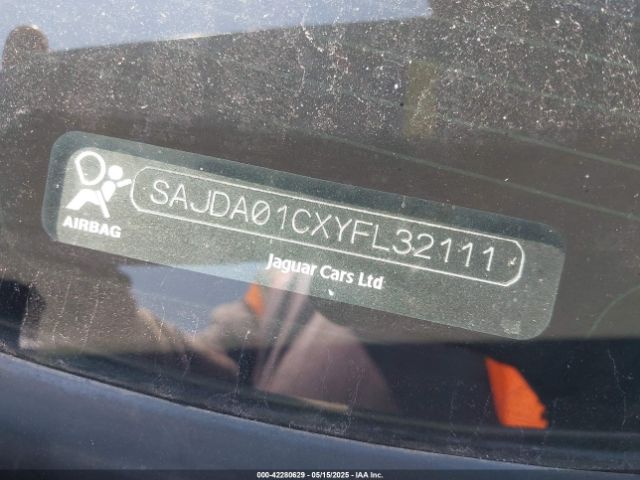 SAJDA01CXYFL32111
AIRBAG
Jaguar Cars Ltd
000-42280629 - 05/15/2025 - IAA Inc.